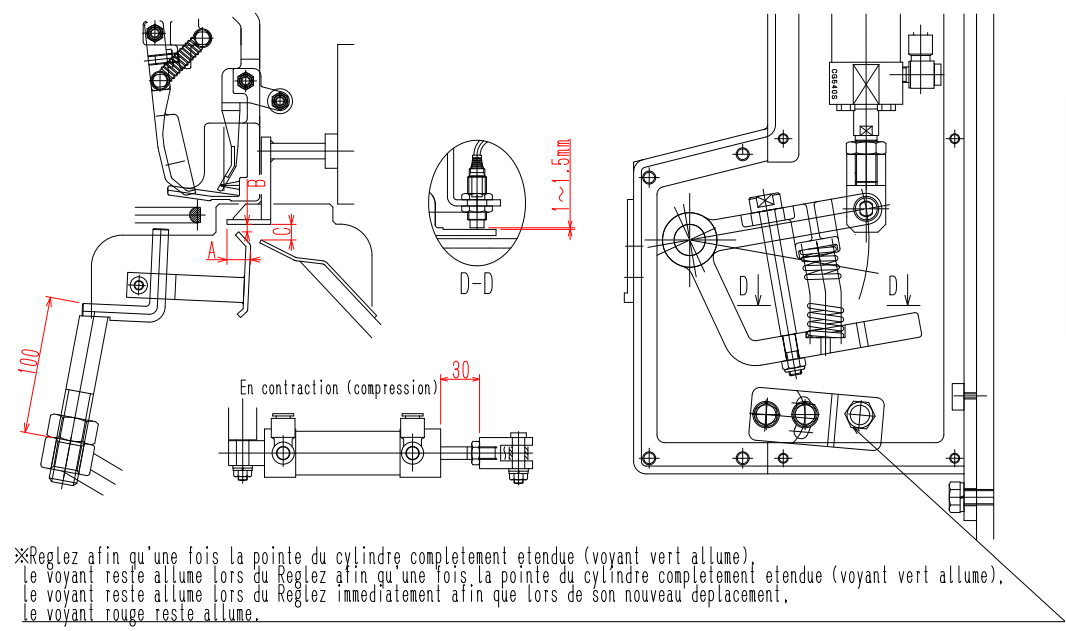 CG540S
B
1~1.5mm
C
A
D-D
D
D
100
30
En contraction (compression)
※Reglez afin qu'une fois la pointe du cylindre completement etendue (voyant vert allume),
le voyant reste allume lors du Reglez afin qu'une fois la pointe du cylindre completement etendue (voyant vert allume),
le voyant reste allume lors du Reglez immediatement afin que lors de son nouveau deplacement,
le voyant rouge reste allume.